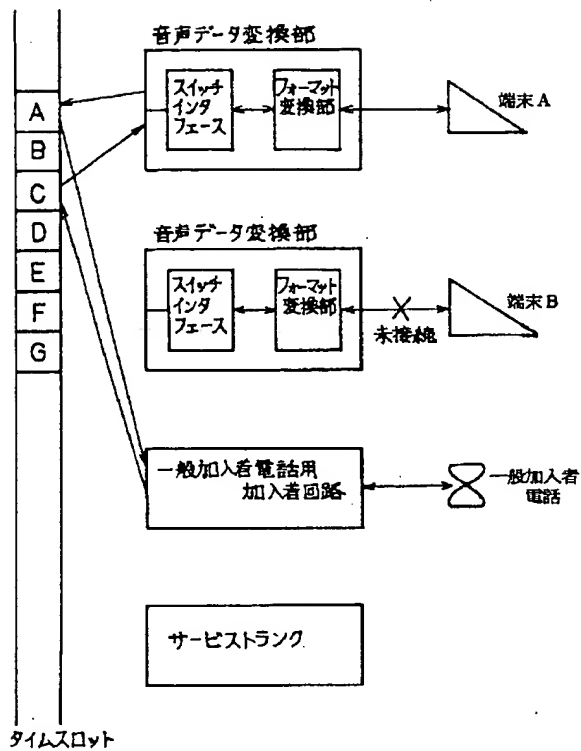 音声データ変換部
スイッチ
インタ
フェース
フォーマット
変換部
端末A
A
B
C
D
E
F
G
音声データ変換部
スイッチ
インタ
フェース
フォーマット
変換部
未接続
端末B
一般加入者電話用
加入者回路
一般加入者
電話
サービストランク
タイムスロット